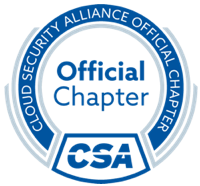 CLOUD SECURITY ALLIANCE OFFICIAL CHAPTER
Official
Chapter
CSA